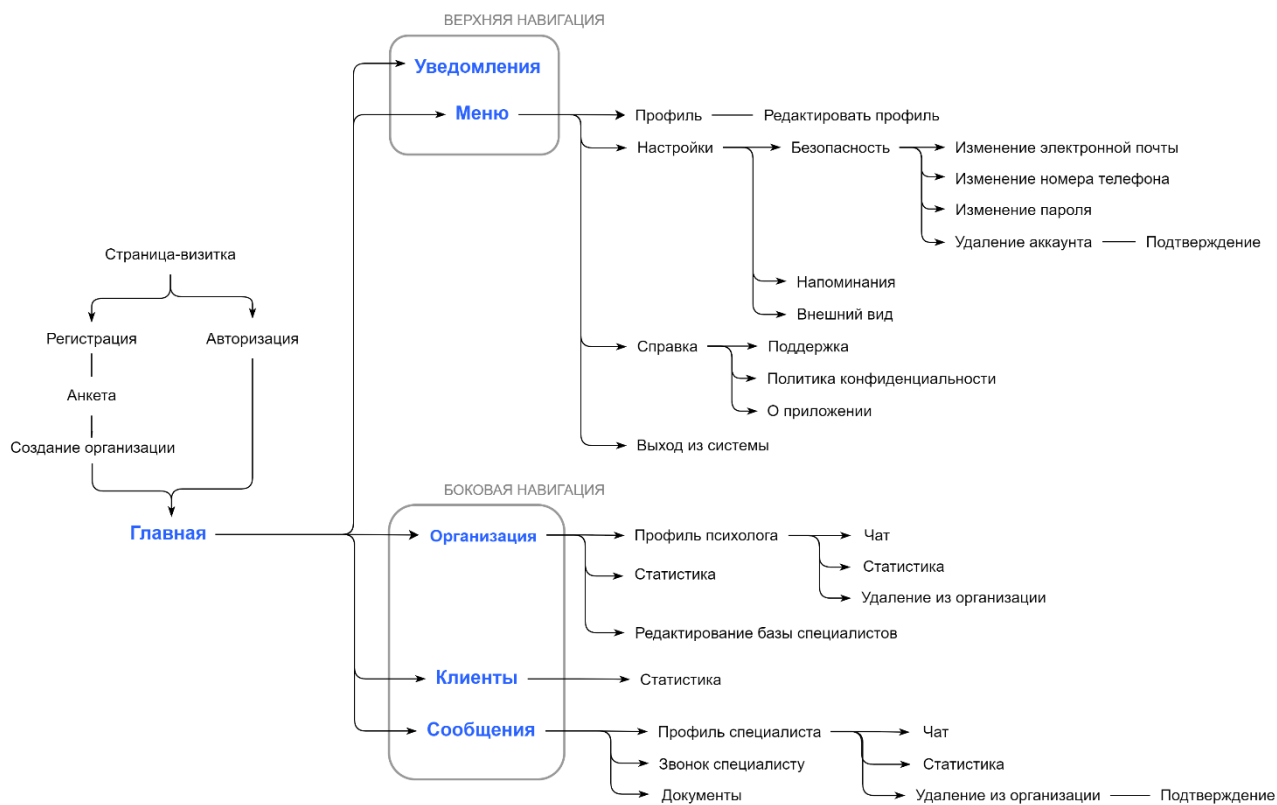 ВЕРХНЯЯ НАВИГАЦИЯ
Уведомления
Меню
Профиль
Редактировать профиль
Настройки
Безопасность
Изменение электронной почты
Изменение номера телефона
Изменение пароля
Удаление аккаунта
Подтверждение
Напоминания
Внешний вид
Справка
Поддержка
Политика конфиденциальности
О приложении
Выход из системы
Страница-визитка
Регистрация
Авторизация
Анкета
Создание организации
Главная
БОКОВАЯ НАВИГАЦИЯ
Организация
Профиль психолога
Чат
Статистика
Удаление из организации
Статистика
Редактирование базы специалистов
Клиенты
Статистика
Сообщения
Профиль специалиста
Чат
Статистика
Удаление из организации
Подтверждение
Звонок специалисту
Документы